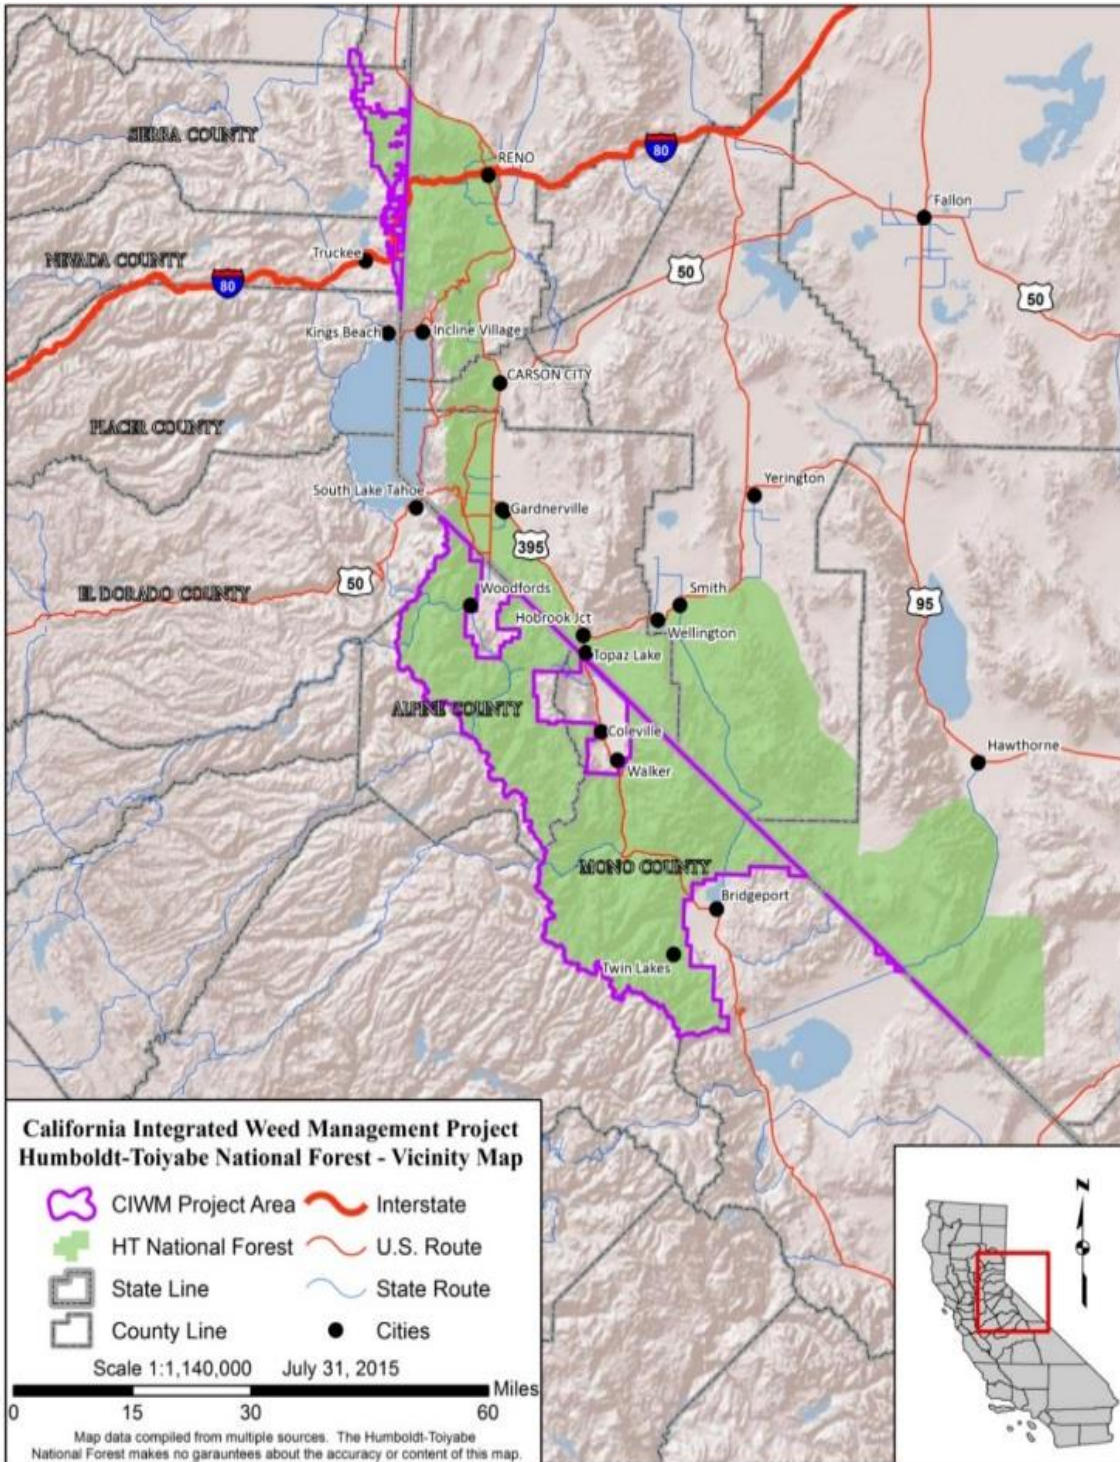 SIERRA COUNTY
80
RENO
Fallon
NEVADA COUNTY
Truckee
80
50
50
Kings Beach
Incline Village
CARSON CITY
PLACER COUNTY
South Lake Tahoe
Yerington
Gardnerville
395
EL DORADO COUNTY
50
Woodfords
Smith
95
Hobrook Jct
Wellington
Topaz Lake
ALPINE COUNTY
Coleville
Hawthorne
Walker
MONO COUNTY
Bridgeport
Twin Lakes
California Integrated Weed Management Project
Humboldt-Toiyabe National Forest - Vicinity Map
CIWM Project Area
Interstate
HT National Forest
U.S. Route
State Line
State Route
County Line
Cities
Scale 1:1,140,000 July 31, 2015
Miles
0 15 30 60
Map data compiled from multiple sources. The Humboldt-Toiyabe
National Forest makes no garauntees about the accuracy or content of this map.
N